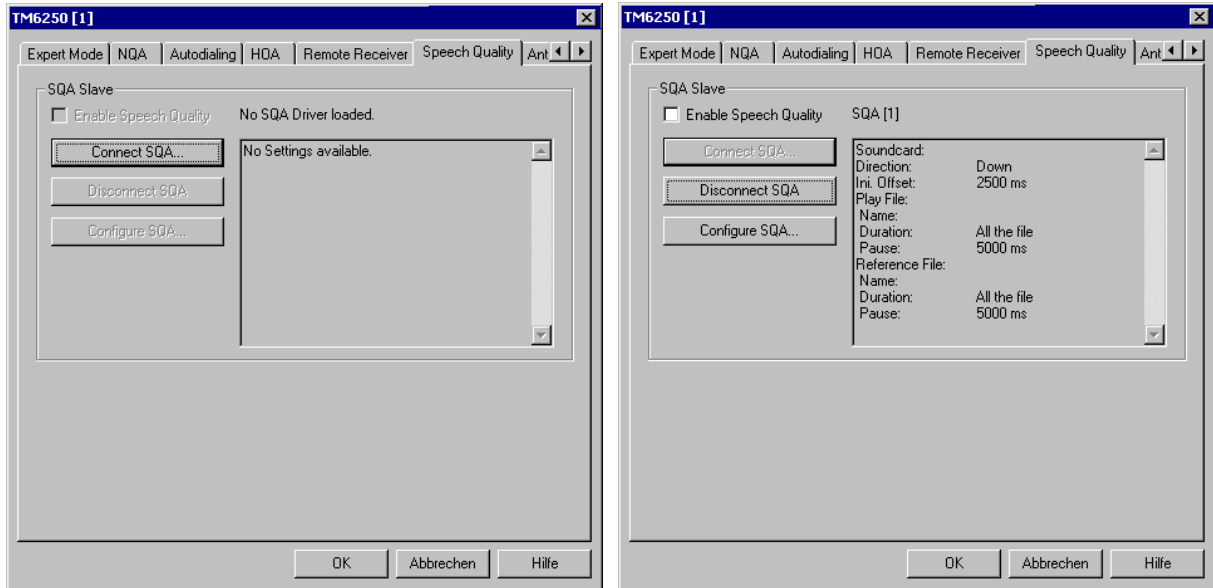 TM6250 [1]
Expert Mode NQA Autodialing HOA Remote Receiver Speech Quality Ant
SQA Slave
Enable Speech Quality No SQA Driver loaded.
Connect SQA... No Settings available.
Disconnect SQA
Configure SQA...
OK Abbrechen Hilfe
TM6250 [1]
Expert Mode NQA Autodialing HOA Remote Receiver Speech Quality Ant
SQA Slave
Enable Speech Quality SQA [1]
Connect SQA...
Disconnect SQA
Configure SQA...
Soundcard:
Direction: Down
Ini. Offset: 2500 ms
Play File:
Name:
Duration: All the file
Pause: 5000 ms
Reference File:
Name:
Duration: All the file
Pause: 5000 ms
OK Abbrechen Hilfe